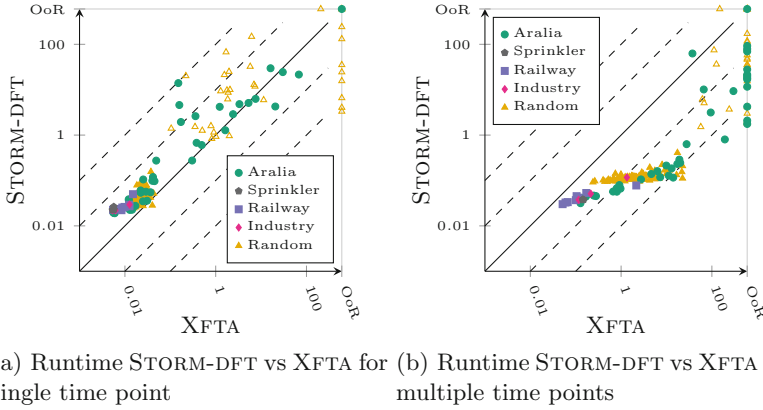 OoR
100
1
0.01
STORM-DFT
0.01
1
100
OoR
XFTA
Aralia
Sprinkler
Railway
Industry
Random
a) Runtime STORM-DFT vs XFTA for
ingle time point
OoR
100
1
0.01
STORM-DFT
0.01
1
100
OoR
XFTA
Aralia
Sprinkler
Railway
Industry
Random
(b) Runtime STORM-DFT vs XFTA
multiple time points